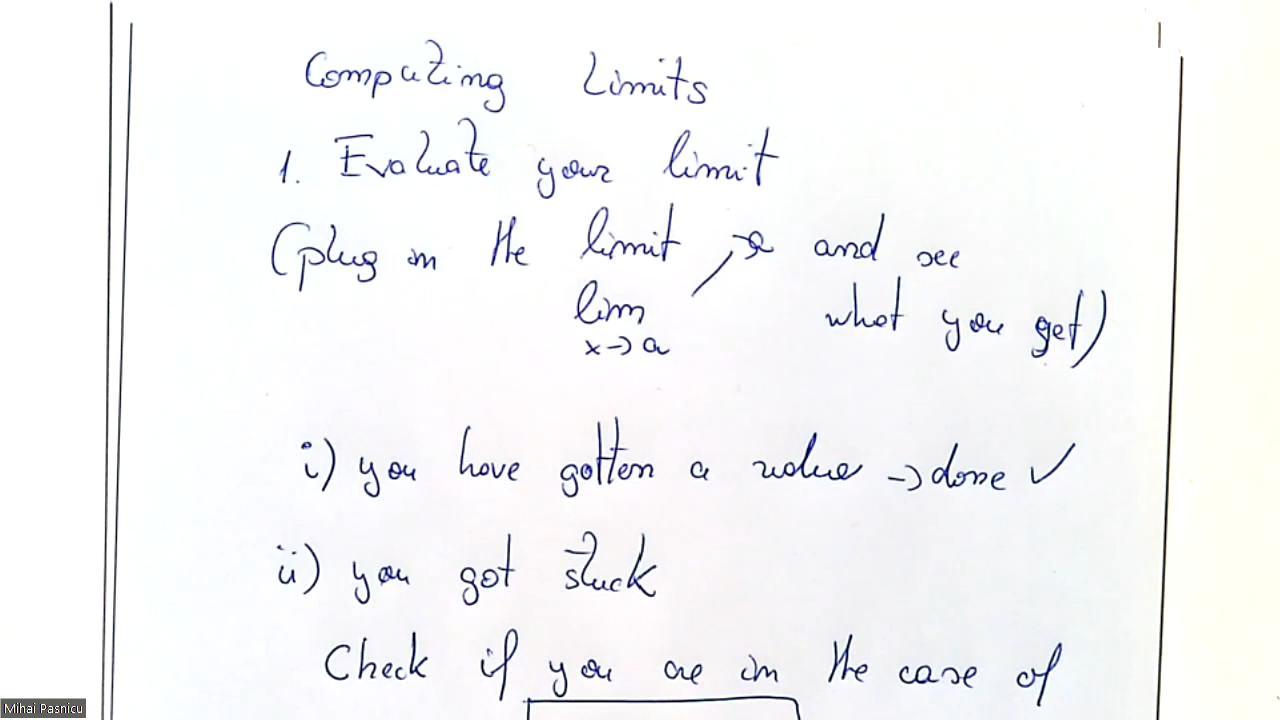 Computing Limits
1. Evaluate your limit
(plug in the limit → a and see
lim
x→a
what you get)
i) you have gotten a value → done ✓
ii) you got stuck
Check if you are in the case of
Mihai Pasnicu